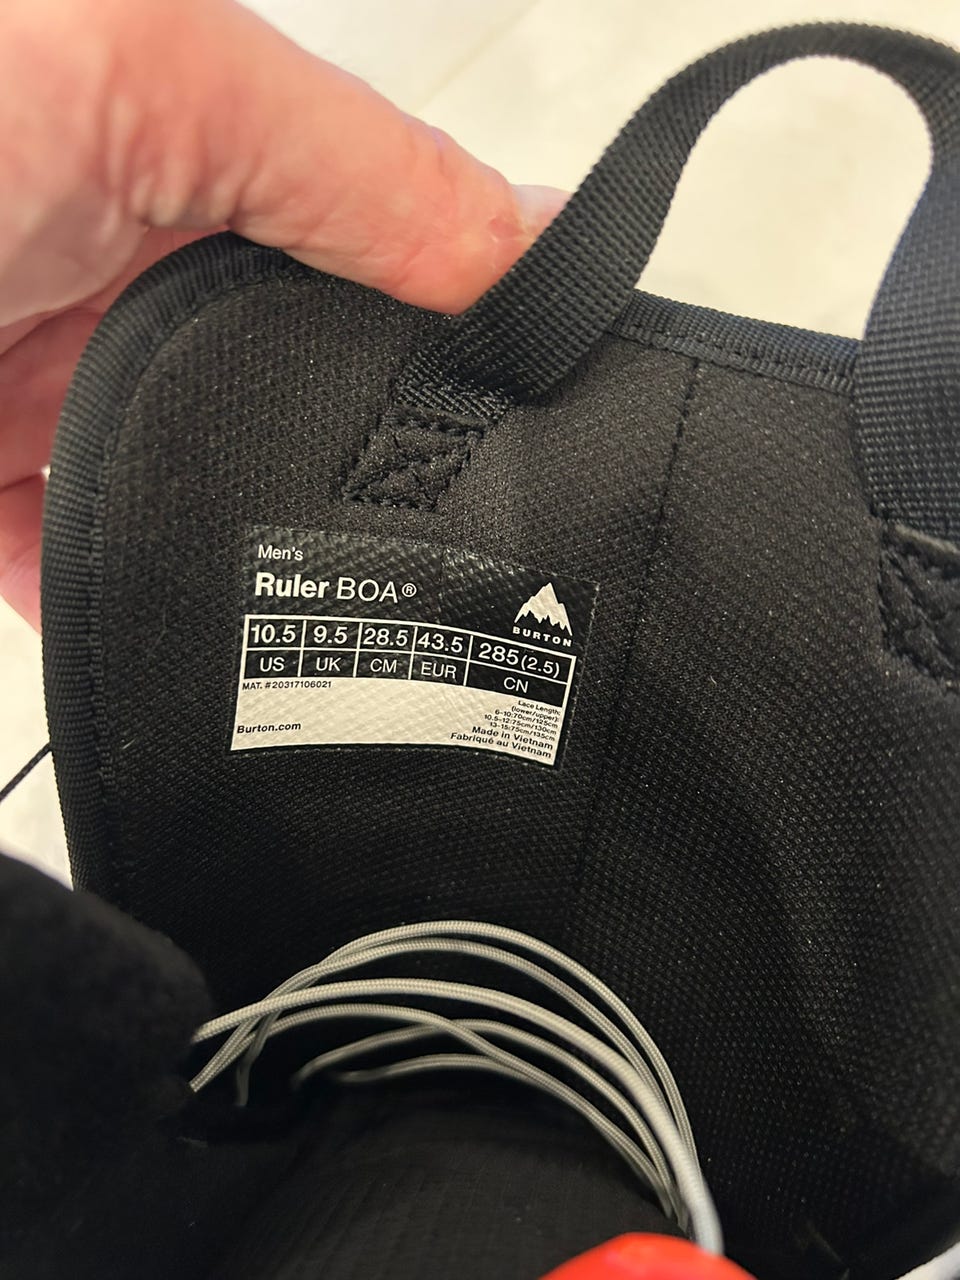 Men's
Ruler BOA®
BURTON
10.5 9.5 28.5 43.5 285(2.5)
US UK CM EUR CN
MAT. #20317106021
Lace Length:
(lower/upper):
6-10:70cm/125cm
10.5-12:75cm/130cm
13-15:75cm/135cm
Made in Vietnam
Fabriqué au Vietnam
Burton.com